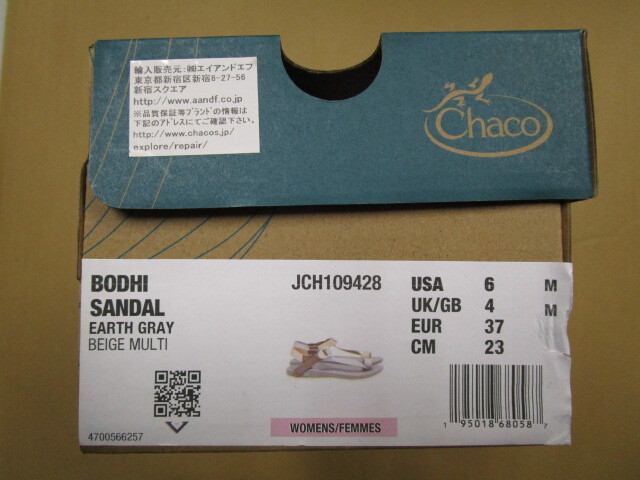 輸入販売元:㈱エイアンドエフ
東京都新宿区新宿6-27-56
新宿スクエア
http://www.aandf.co.jp
※品質保証等ブランドの情報は
下記のアドレスにてご確認下さい。
http://www.chacos.jp/
explore/repair/
Chaco
BODHI
SANDAL
EARTH GRAY
BEIGE MULTI
4700566257
JCH109428
WOMENS/FEMMES
USA 6 M
UK/GB 4 M
EUR 37
CM 23
1 95018 68058 7